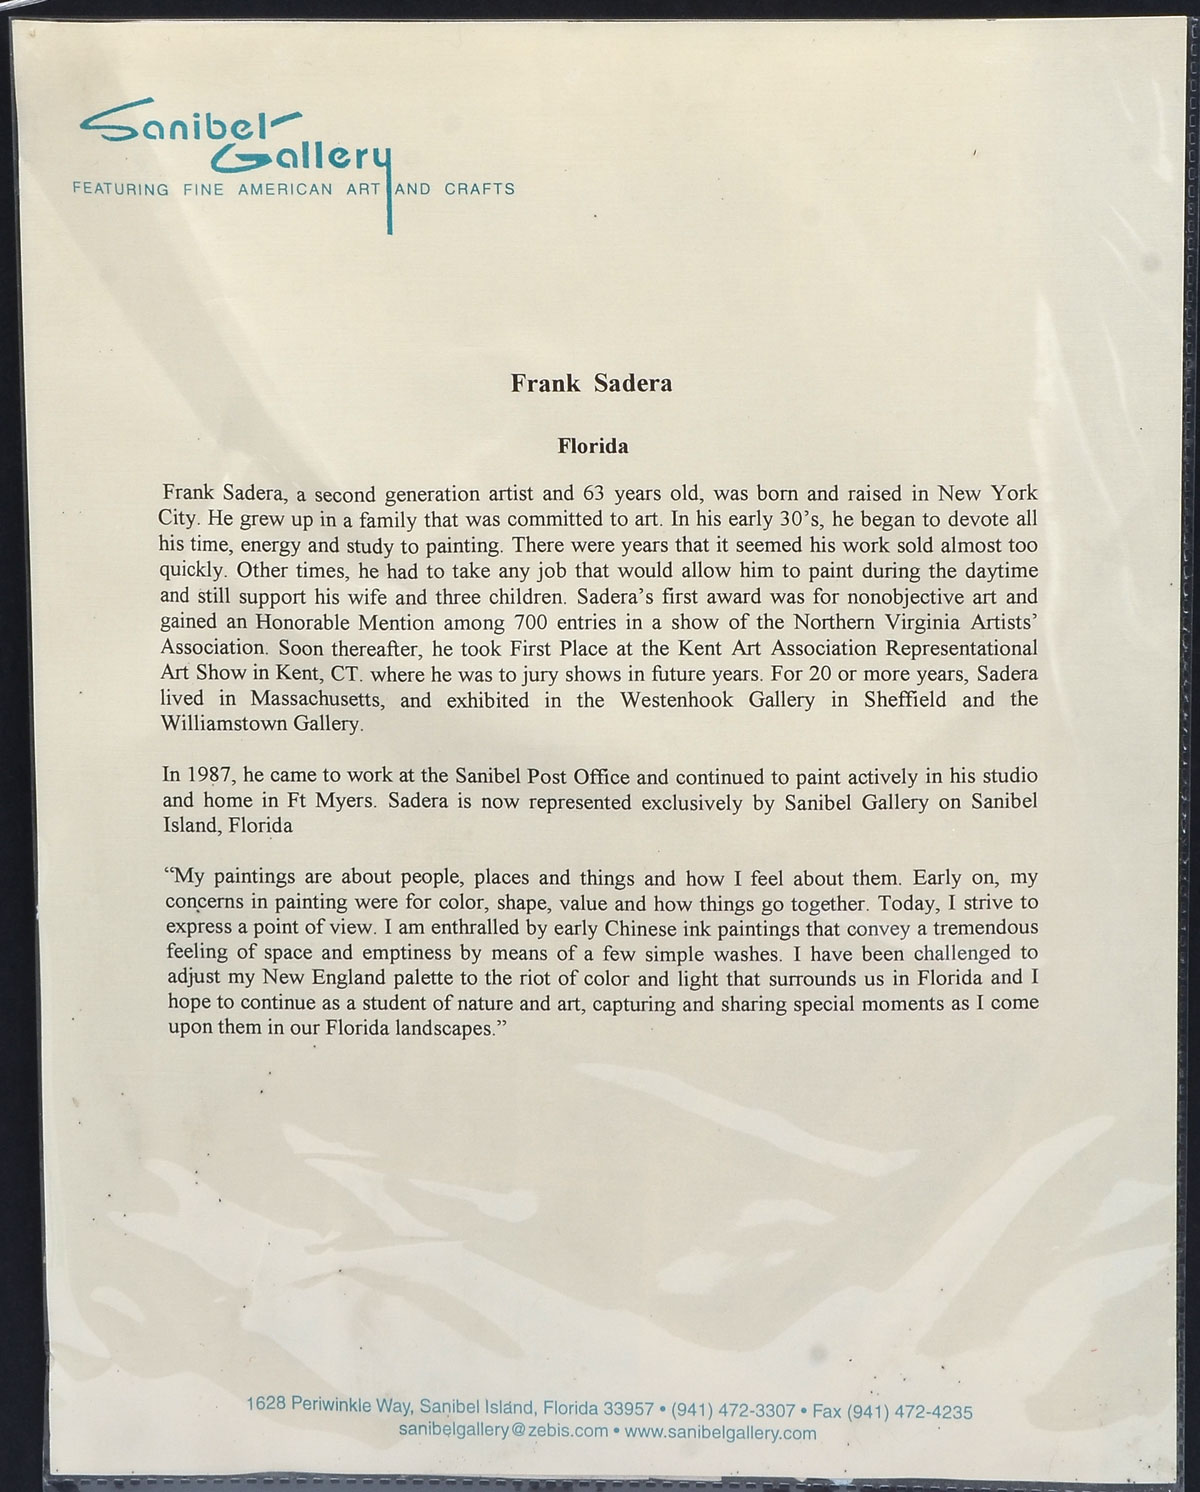 Sanibel
Gallery
FEATURING FINE AMERICAN ART AND CRAFTS
Frank Sadera
Florida
Frank Sadera, a second generation artist and 63 years old, was born and raised in New York
City. He grew up in a family that was committed to art. In his early 30’s, he began to devote all
his time, energy and study to painting. There were years that it seemed his work sold almost too
quickly. Other times, he had to take any job that would allow him to paint during the daytime
and still support his wife and three children. Sadera’s first award was for nonobjective art and
gained an Honorable Mention among 700 entries in a show of the Northern Virginia Artists’
Association. Soon thereafter, he took First Place at the Kent Art Association Representational
Art Show in Kent, CT. where he was to jury shows in future years. For 20 or more years, Sadera
lived in Massachusetts, and exhibited in the Westenhook Gallery in Sheffield and the
Williamstown Gallery.
In 1987, he came to work at the Sanibel Post Office and continued to paint actively in his studio
and home in Ft Myers. Sadera is now represented exclusively by Sanibel Gallery on Sanibel
Island, Florida
“My paintings are about people, places and things and how I feel about them. Early on, my
concerns in painting were for color, shape, value and how things go together. Today, I strive to
express a point of view. I am enthralled by early Chinese ink paintings that convey a tremendous
feeling of space and emptiness by means of a few simple washes. I have been challenged to
adjust my New England palette to the riot of color and light that surrounds us in Florida and I
hope to continue as a student of nature and art, capturing and sharing special moments as I come
upon them in our Florida landscapes.”
1628 Periwinkle Way, Sanibel Island, Florida 33957 • (941) 472-3307 • Fax (941) 472-4235
sanibelgallery@zebis.com • www.sanibelgallery.com